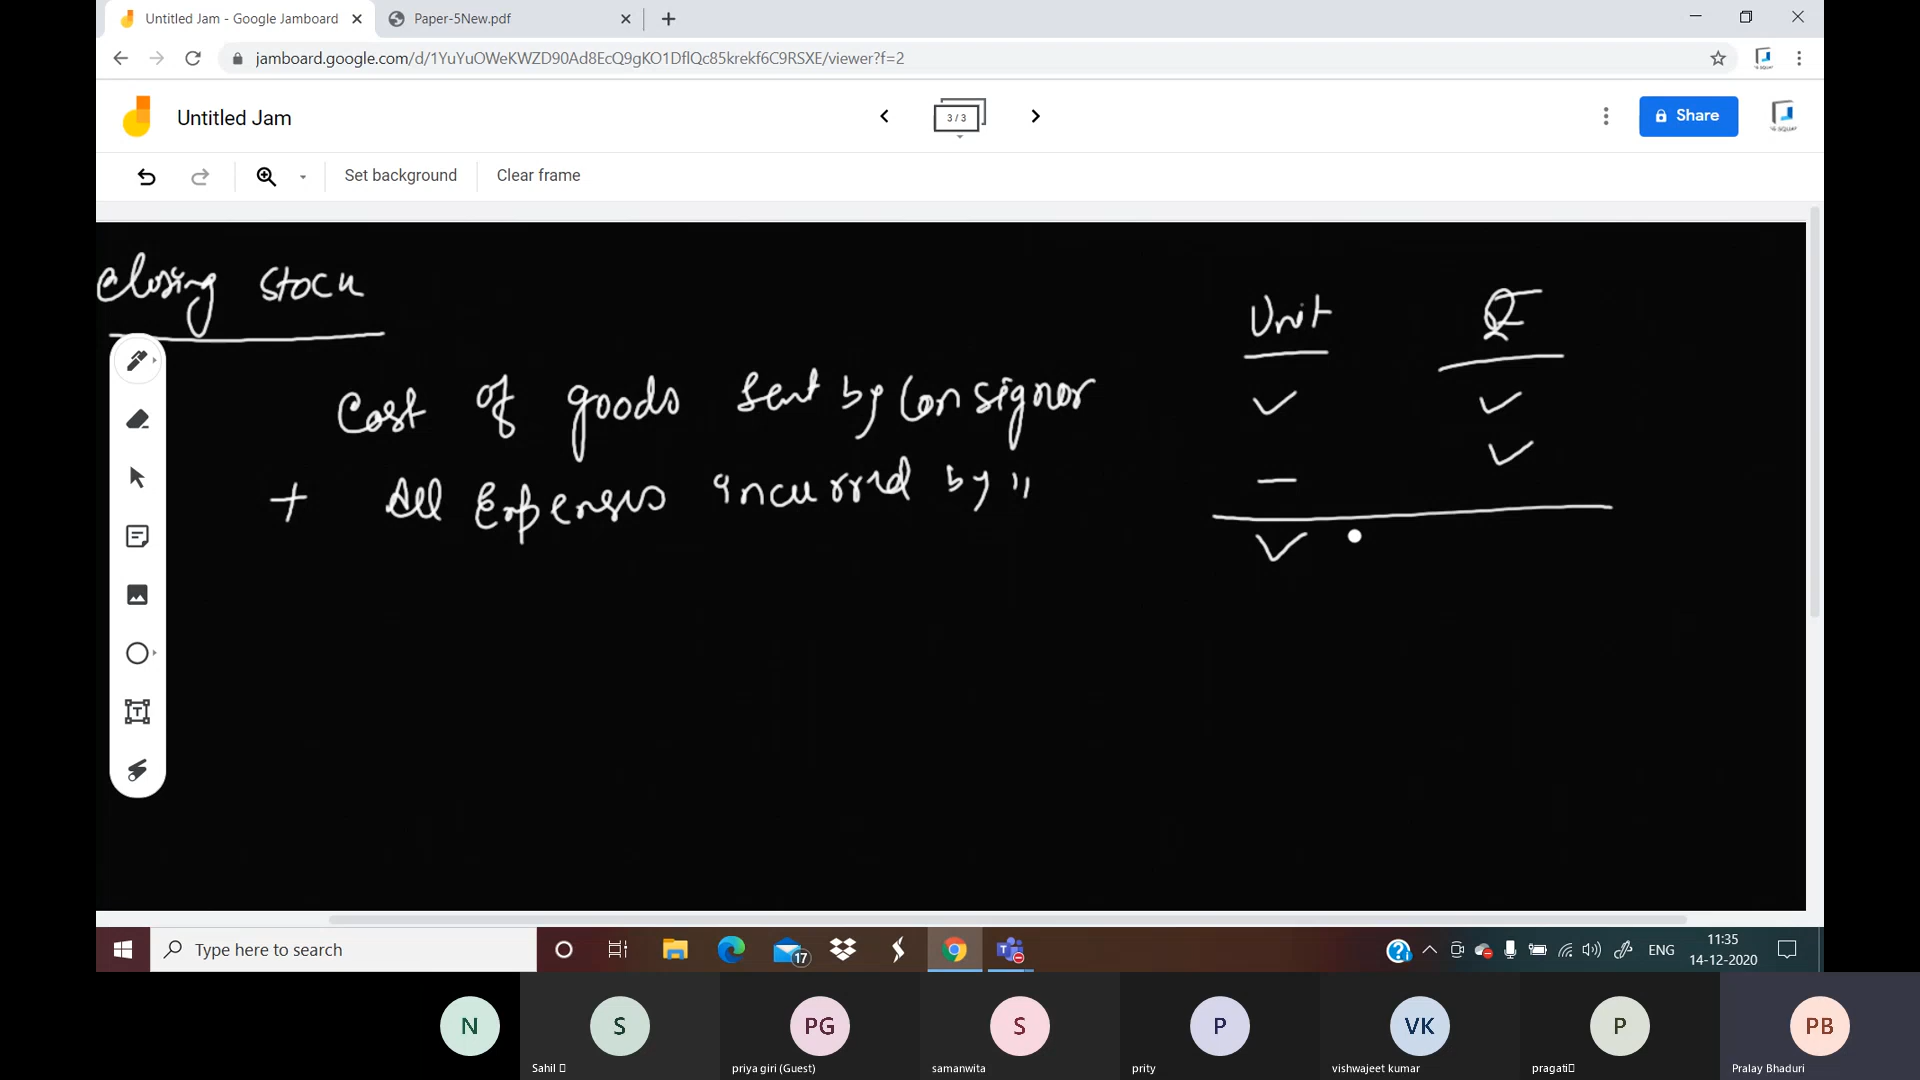 Untitled Jam - Google Jamboard
Paper-5New.pdf
jamboard.google.com/d/1YuYuOWeKWZD90Ad8EcQ9gKO1DflQc85krekf6C9RSXE/viewer?f=2
Untitled Jam
3 / 3
Share
Set background
Clear frame
Closing Stock
Unit ₹
Cost of goods sent by Consignor ✓ ✓
+ All Expenses incurred by " — ✓
✓
Type here to search
17
ENG
11:35
14-12-2020
N
S
PG
S
P
VK
P
PB
Sahil
priya giri (Guest)
samanwita
prity
vishwajeet kumar
pragati
Pralay Bhaduri